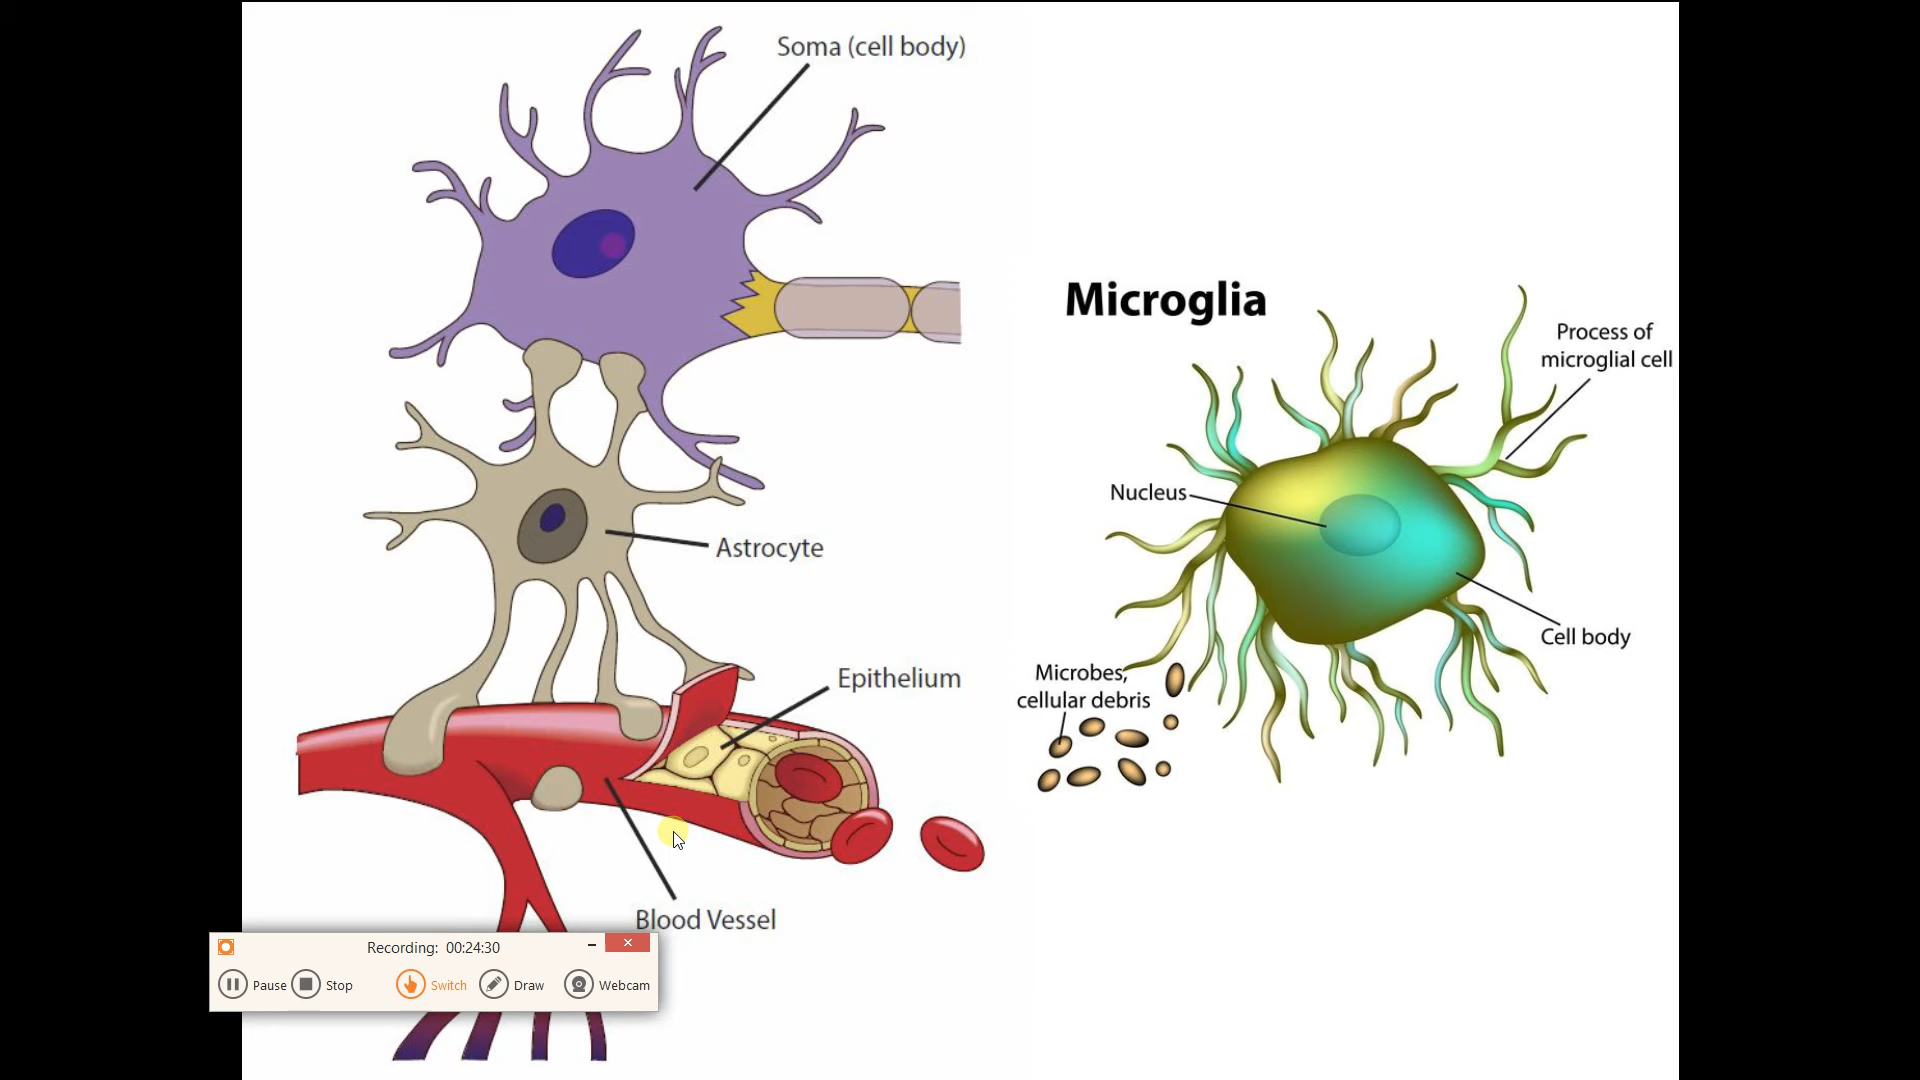 Soma (cell body)
Astrocyte
Epithelium
Blood Vessel
Microglia
Process of
microglial cell
Nucleus
Cell body
Microbes,
cellular debris
Recording: 00:24:30
Pause Stop Switch Draw Webcam